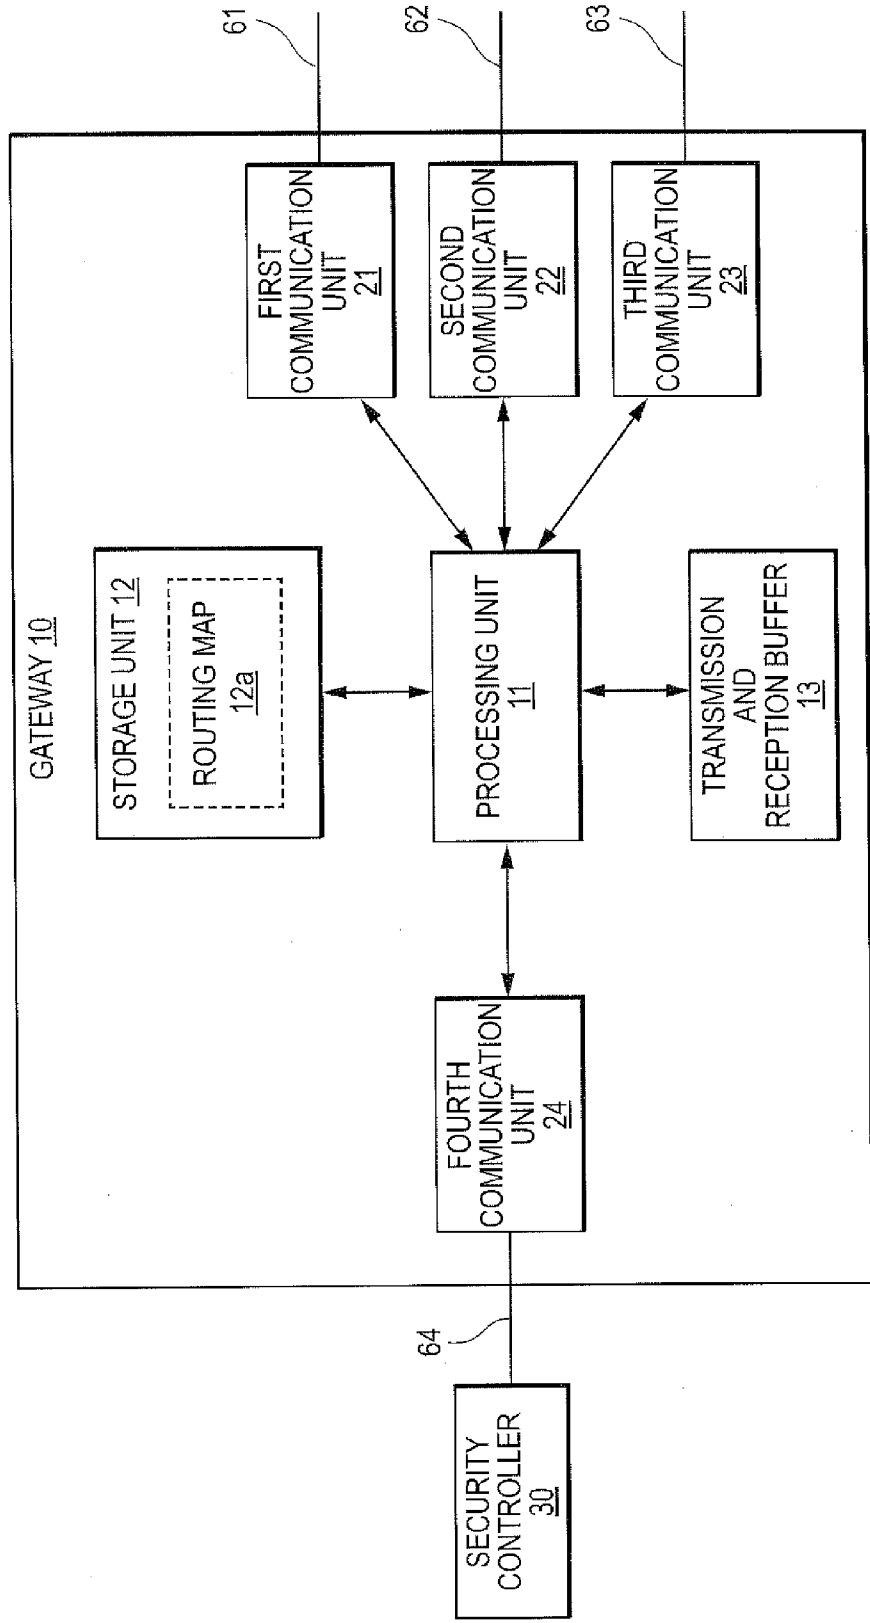 GATEWAY 10
STORAGE UNIT 12
ROUTING MAP
12a
61
FIRST
COMMUNICATION
UNIT
21
SECURITY
CONTROLLER
30
64
FOURTH
COMMUNICATION
UNIT
24
PROCESSING UNIT
11
62
SECOND
COMMUNICATION
UNIT
22
63
THIRD
COMMUNICATION
UNIT
23
TRANSMISSION
AND
RECEPTION BUFFER
13